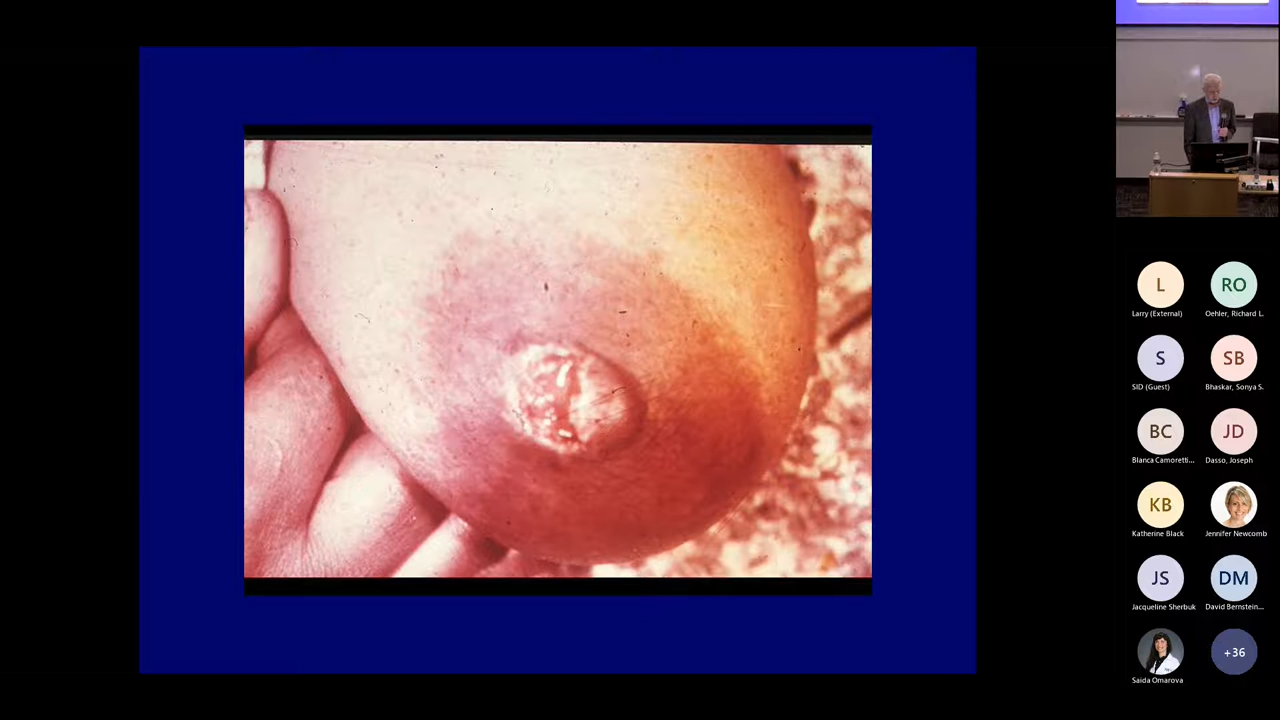 L
RO
Larry (External)
Oehler, Richard L.
S
SB
SID (Guest)
Bhaskar, Sonya S.
BC
JD
Blanca Camoretti...
Dasso, Joseph
KB
Katherine Black
Jennifer Newcomb
JS
DM
Jacqueline Sherbuk
David Bernstein...
+36
Saida Omarova